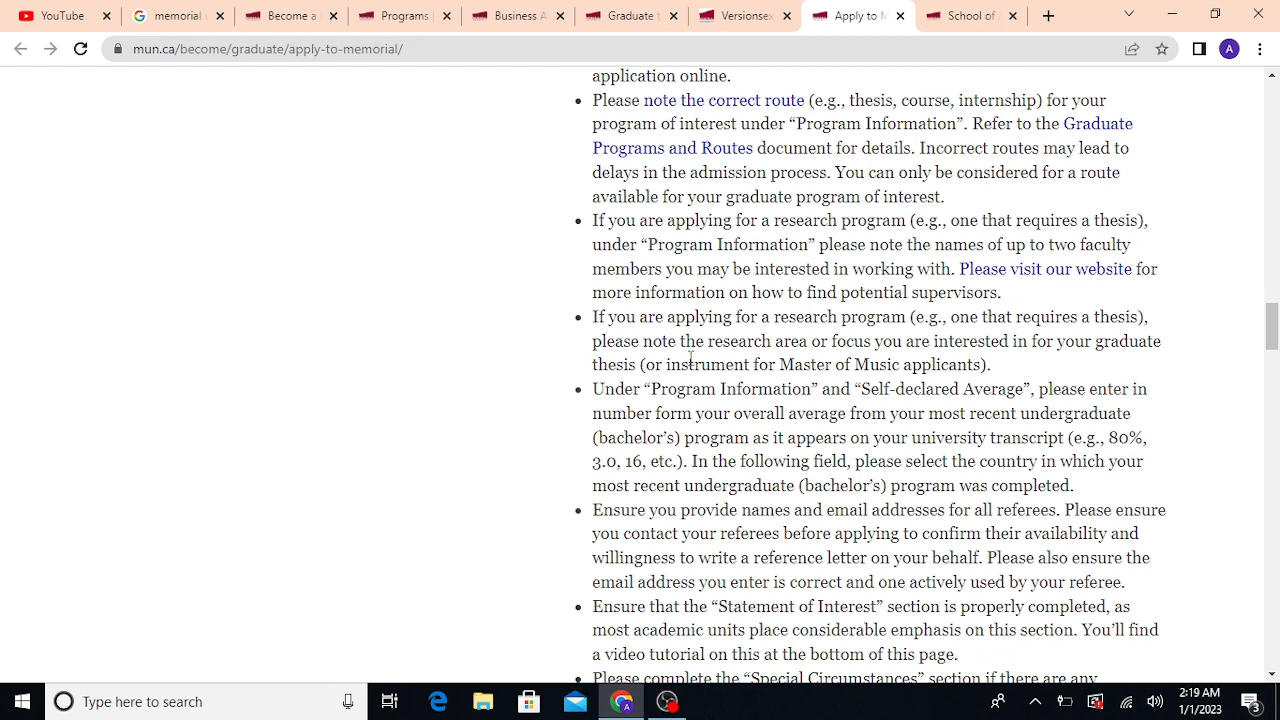 YouTube
memorial u
Become a
Programs
Business A
Graduate t
Versionsex
Apply to M
School of
mun.ca/become/graduate/apply-to-memorial/
A
application online.
Please note the correct route (e.g., thesis, course, internship) for your
program of interest under “Program Information”. Refer to the Graduate
Programs and Routes document for details. Incorrect routes may lead to
delays in the admission process. You can only be considered for a route
available for your graduate program of interest.
If you are applying for a research program (e.g., one that requires a thesis),
under “Program Information” please note the names of up to two faculty
members you may be interested in working with. Please visit our website for
more information on how to find potential supervisors.
If you are applying for a research program (e.g., one that requires a thesis),
please note the research area or focus you are interested in for your graduate
thesis (or instrument for Master of Music applicants).
Under “Program Information” and “Self-declared Average”, please enter in
number form your overall average from your most recent undergraduate
(bachelor’s) program as it appears on your university transcript (e.g., 80%,
3.0, 16, etc.). In the following field, please select the country in which your
most recent undergraduate (bachelor’s) program was completed.
Ensure you provide names and email addresses for all referees. Please ensure
you contact your referees before applying to confirm their availability and
willingness to write a reference letter on your behalf. Please also ensure the
email address you enter is correct and one actively used by your referee.
Ensure that the “Statement of Interest” section is properly completed, as
most academic units place considerable emphasis on this section. You’ll find
a video tutorial on this at the bottom of this page.
Please complete the “Special Circumstances” section if there are any
Type here to search
2:19 AM
1/1/2023
3